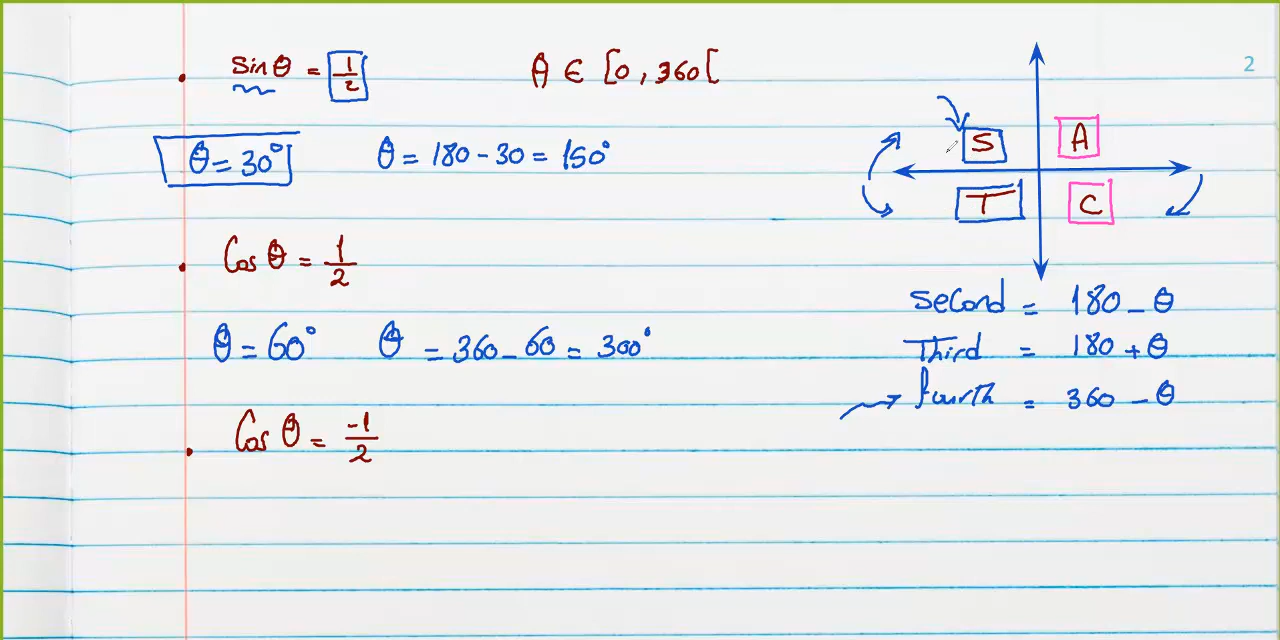 sin θ = 1/2
θ ∈ [0, 360[
2
θ = 30°
θ = 180 - 30 = 150°
S
A
T
C
Cos θ = 1/2
θ = 60°
θ = 360 - 60 = 300°
Second = 180 - θ
Third = 180 + θ
fourth = 360 - θ
Cos θ = -1/2